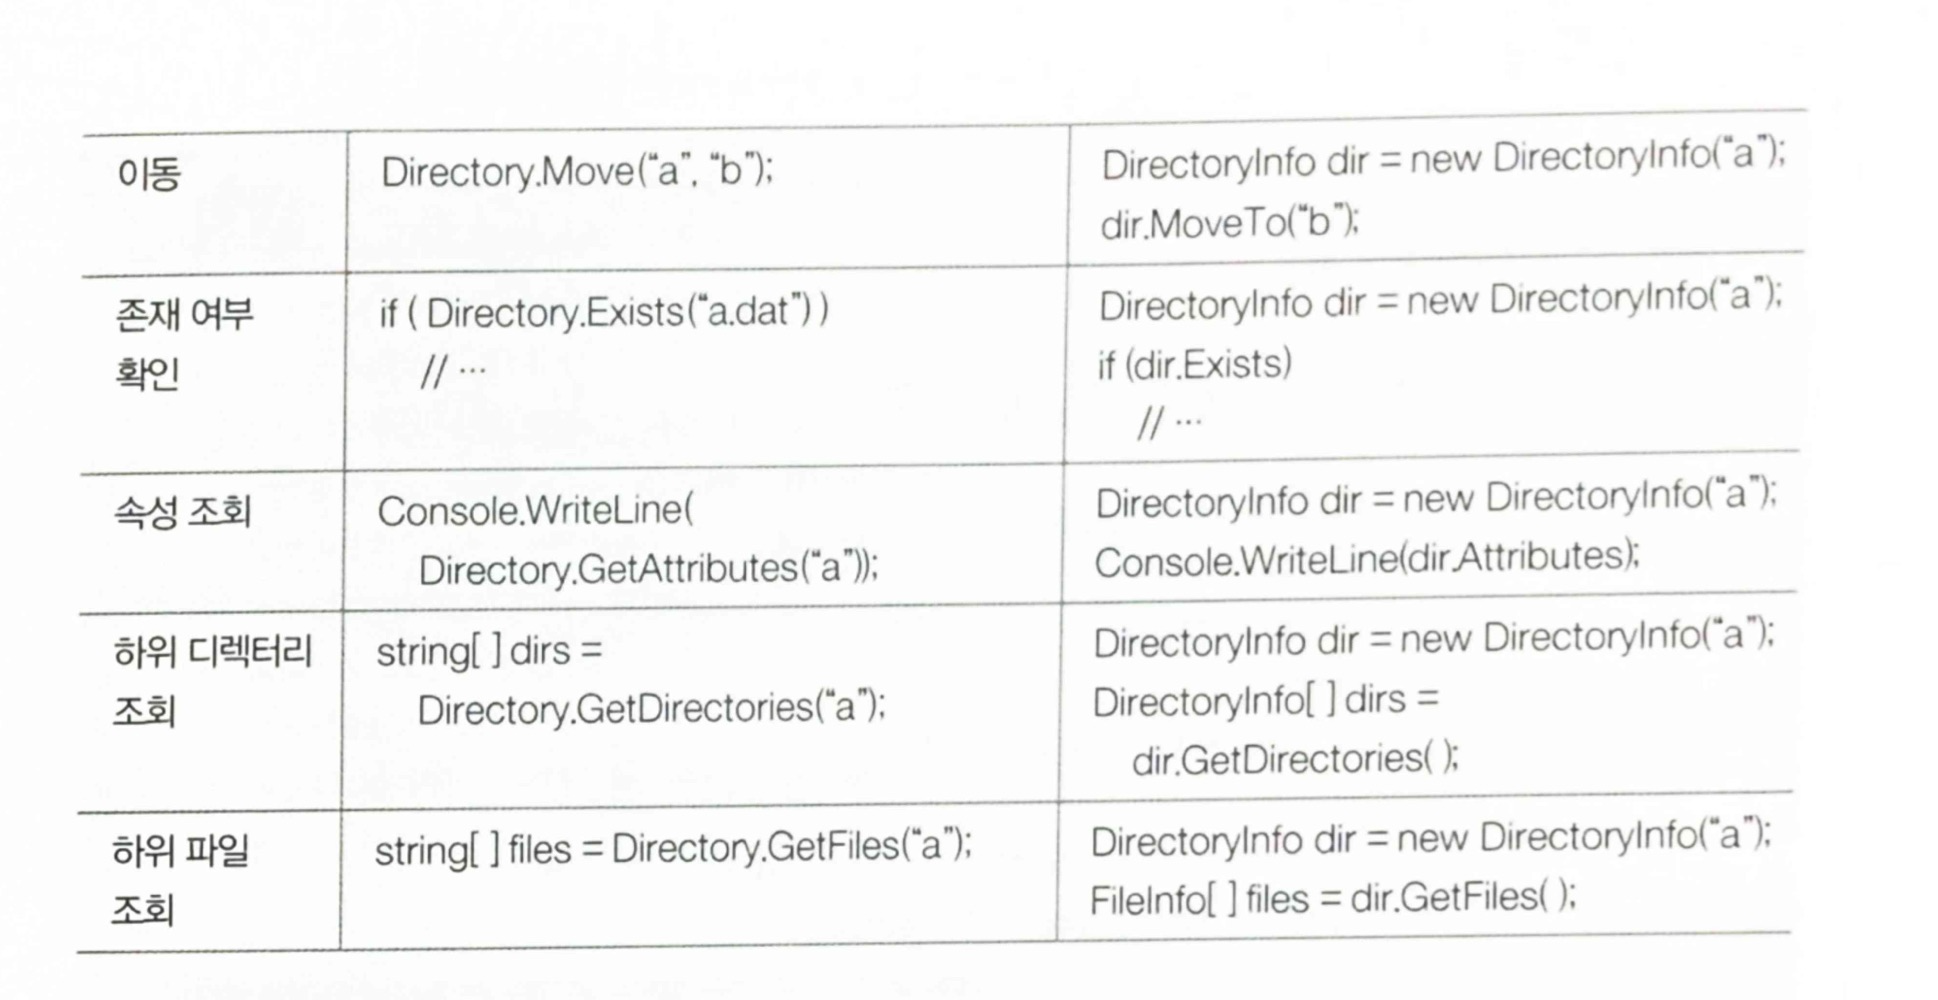 이동
Directory.Move(“a”, “b”);
DirectoryInfo dir = new DirectoryInfo(“a”);
dir.MoveTo(“b”);
존재 여부
확인
if ( Directory.Exists(“a.dat”) )
// ···
DirectoryInfo dir = new DirectoryInfo(“a”);
if (dir.Exists)
// ···
속성 조회
Console.WriteLine(
Directory.GetAttributes(“a”));
DirectoryInfo dir = new DirectoryInfo(“a”);
Console.WriteLine(dir.Attributes);
하위 디렉터리
조회
string[ ] dirs =
Directory.GetDirectories(“a”);
DirectoryInfo dir = new DirectoryInfo(“a”);
DirectoryInfo[ ] dirs =
dir.GetDirectories( );
하위 파일
조회
string[ ] files = Directory.GetFiles(“a”);
DirectoryInfo dir = new DirectoryInfo(“a”);
FileInfo[ ] files = dir.GetFiles( );